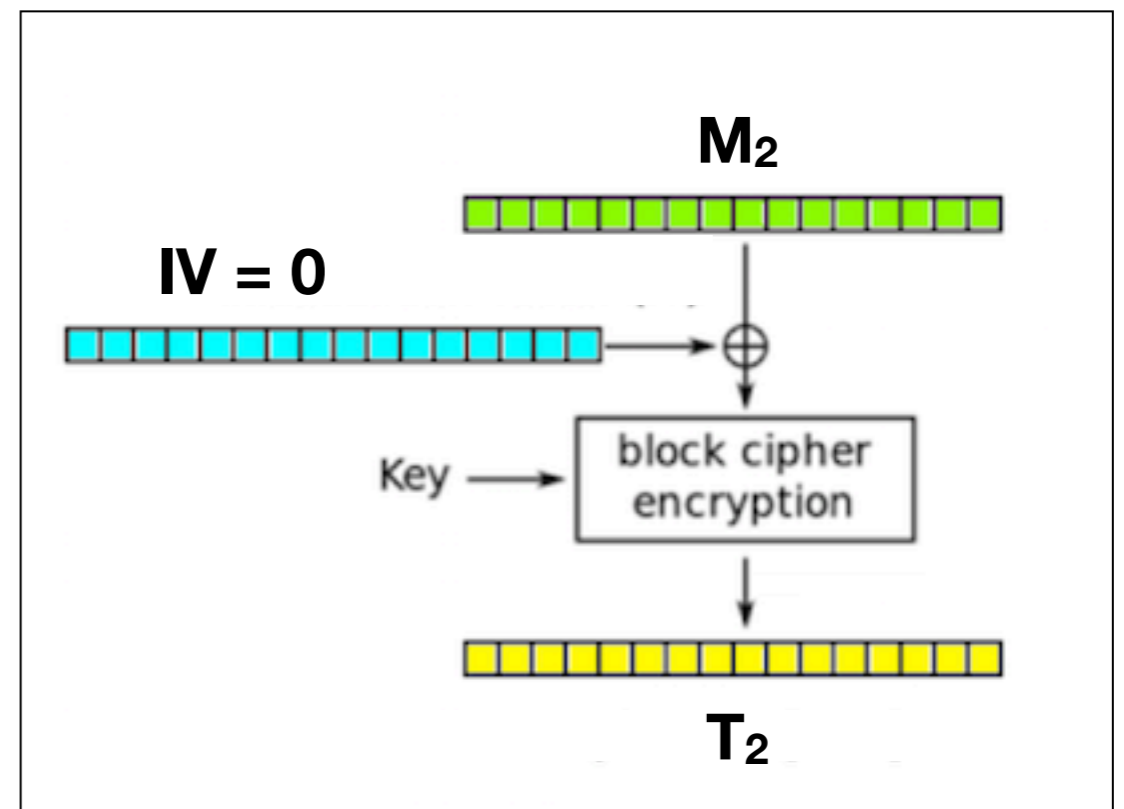 M₂
IV = 0
Key
block cipher
encryption
T₂